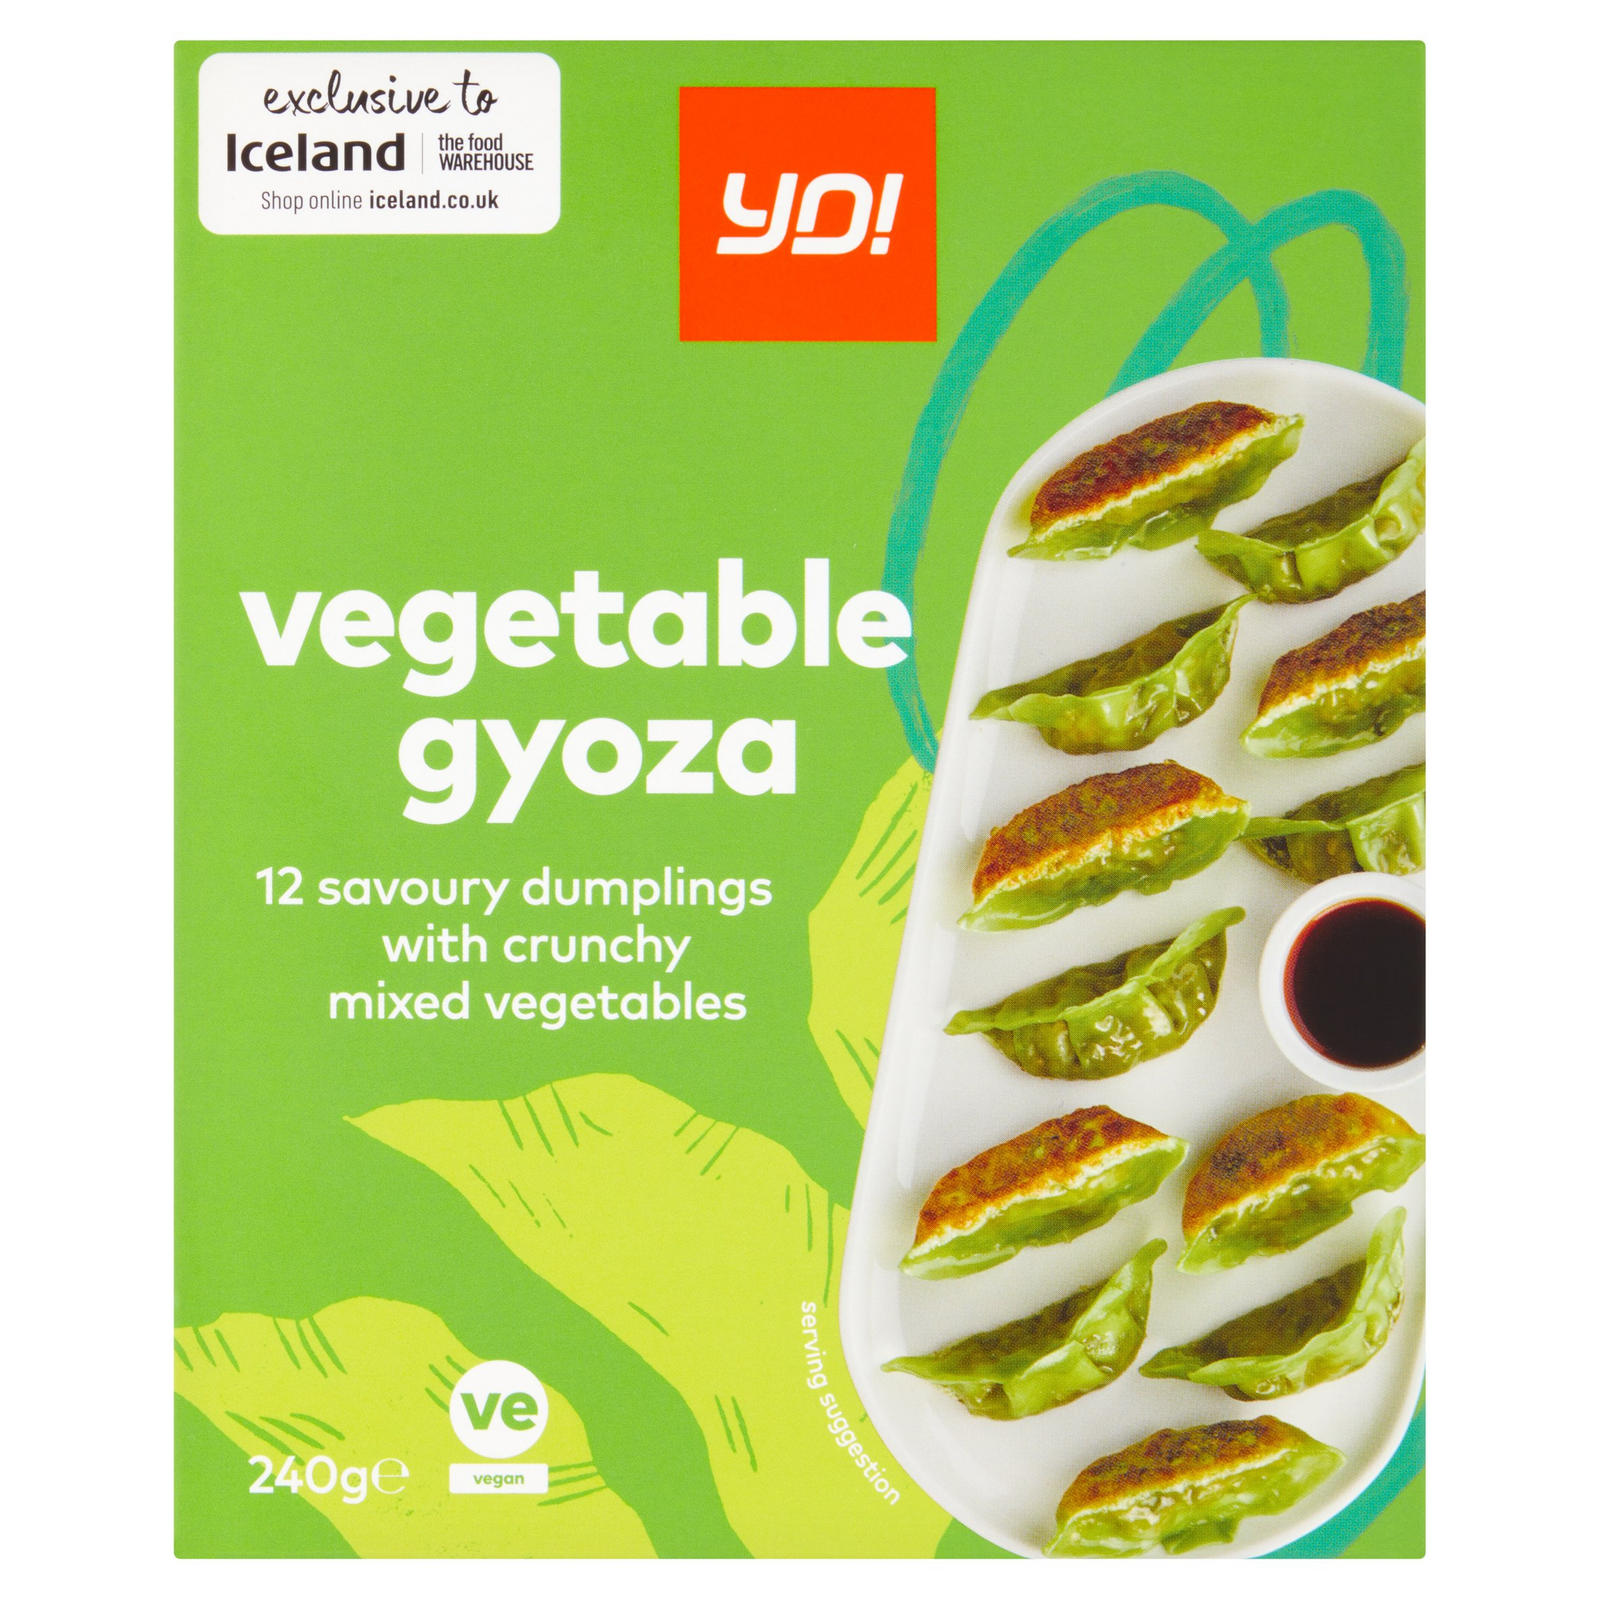 exclusive to
Iceland
the food
WAREHOUSE
Shop online iceland.co.uk
YO!
vegetable
gyoza
12 savoury dumplings
with crunchy
mixed vegetables
serving suggestion
240g℮
ve
vegan